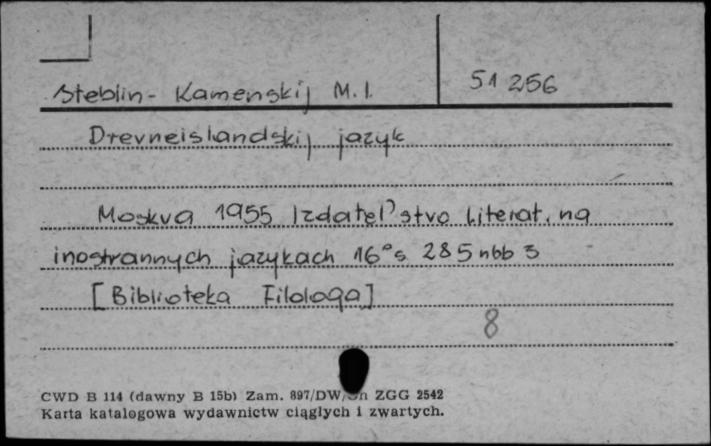 Steblin-Kamenskij M.I.
51 256
Drevneislandskij jazyk
Moskva 1955 Izdatel'stvo Literat. na
inostrannych jazykach 16° s 285 nbb 3
[Biblioteka Filologa]
8
CWD B 114 (dawny B 15b) Zam. 897/DW/ ZGG 2542
Karta katalogowa wydawnictw ciągłych i zwartych.